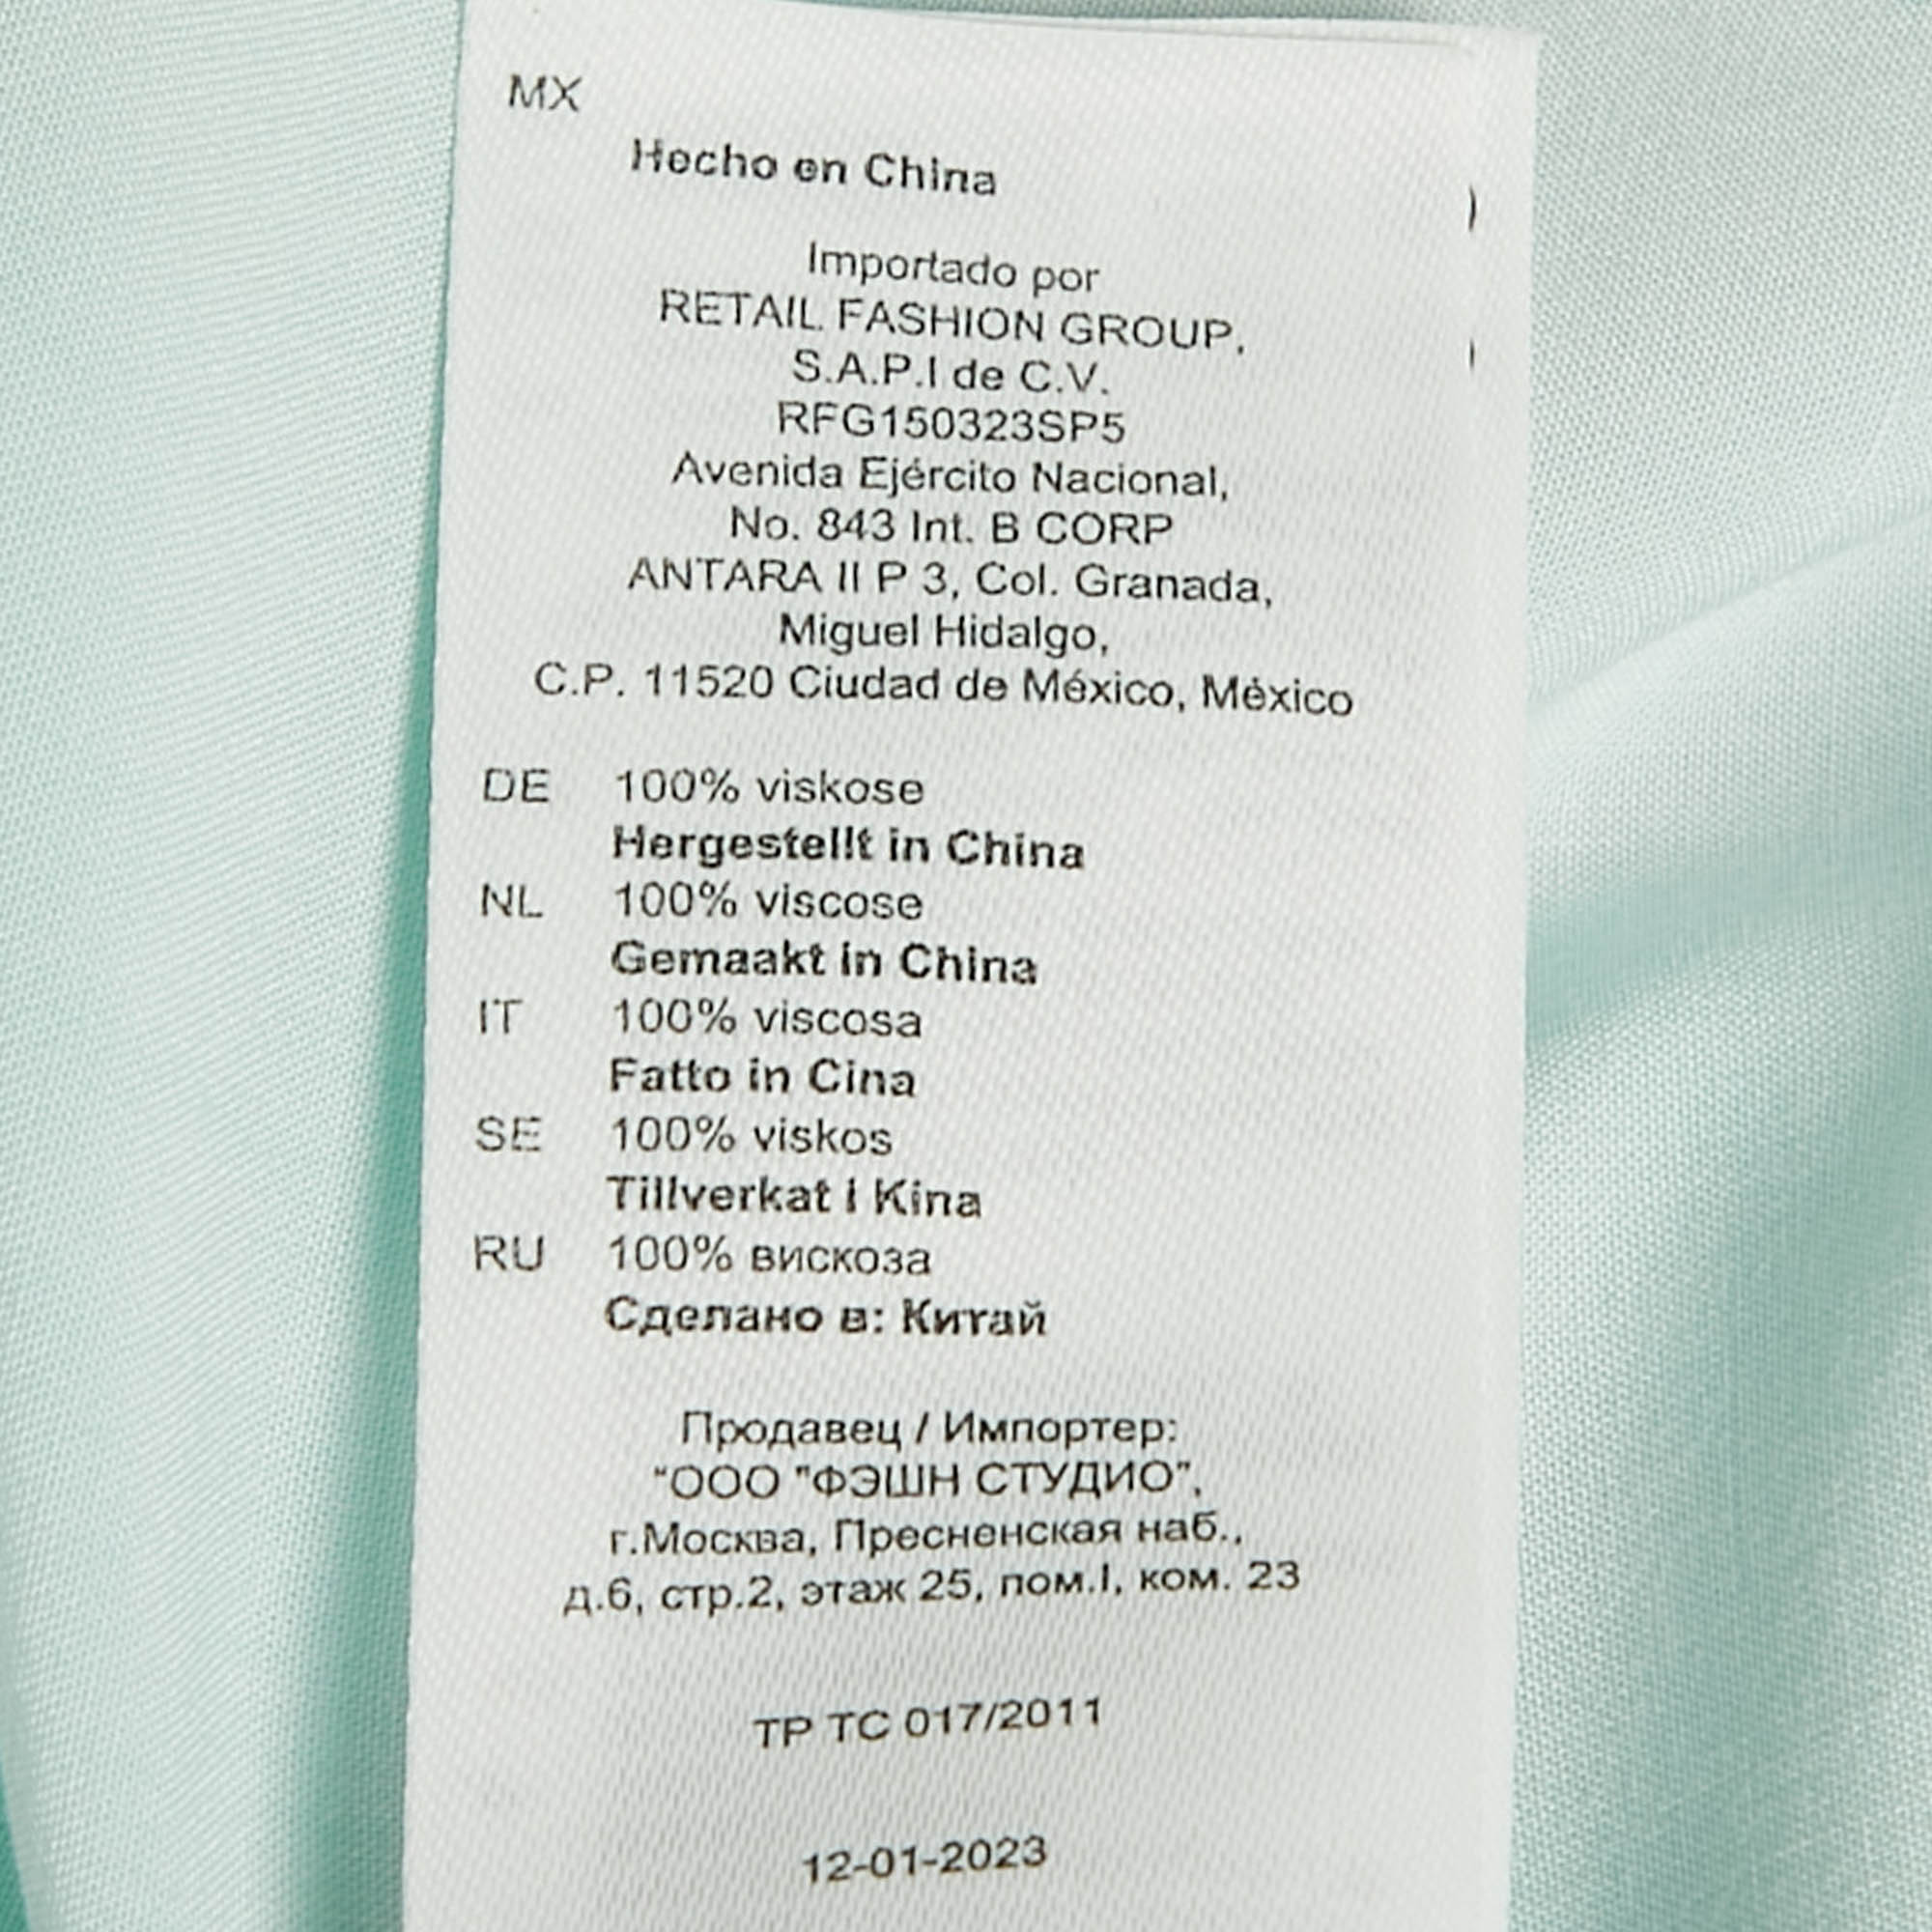 MX
Hecho en China
Importado por
RETAIL FASHION GROUP,
S.A.P.I de C.V.
RFG150323SP5
Avenida Ejército Nacional,
No. 843 Int. B CORP
ANTARA II P 3, Col. Granada,
Miguel Hidalgo,
C.P. 11520 Ciudad de México, México
DE 100% viskose
Hergestellt in China
NL 100% viscose
Gemaakt in China
IT 100% viscosa
Fatto in Cina
SE 100% viskos
Tillverkat i Kina
RU 100% вискоза
Сделано в: Китай
Продавец / Импортер:
"ООО "ФЭШН СТУДИО",
г.Москва, Пресненская наб.,
д.6, стр.2, этаж 25, пом.I, ком. 23
ТР ТС 017/2011
12-01-2023